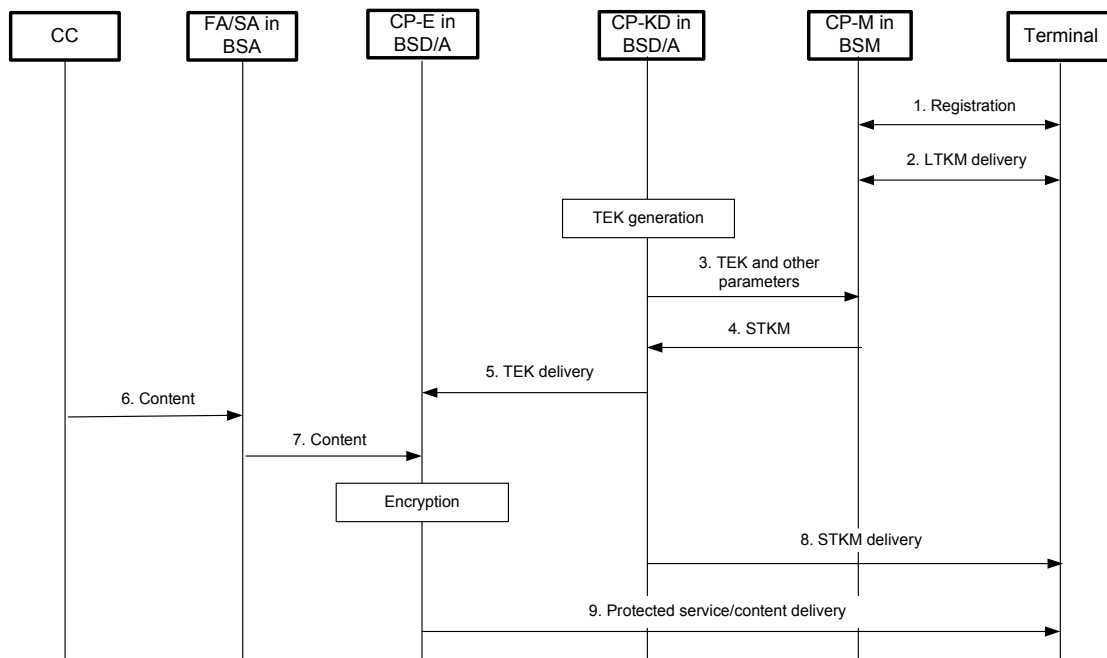 CC
FA/SA in
BSA
CP-E in
BSD/A
CP-KD in
BSD/A
CP-M in
BSM
Terminal
1. Registration
2. LTKM delivery
TEK generation
3. TEK and other
parameters
4. STKM
5. TEK delivery
6. Content
7. Content
Encryption
8. STKM delivery
9. Protected service/content delivery